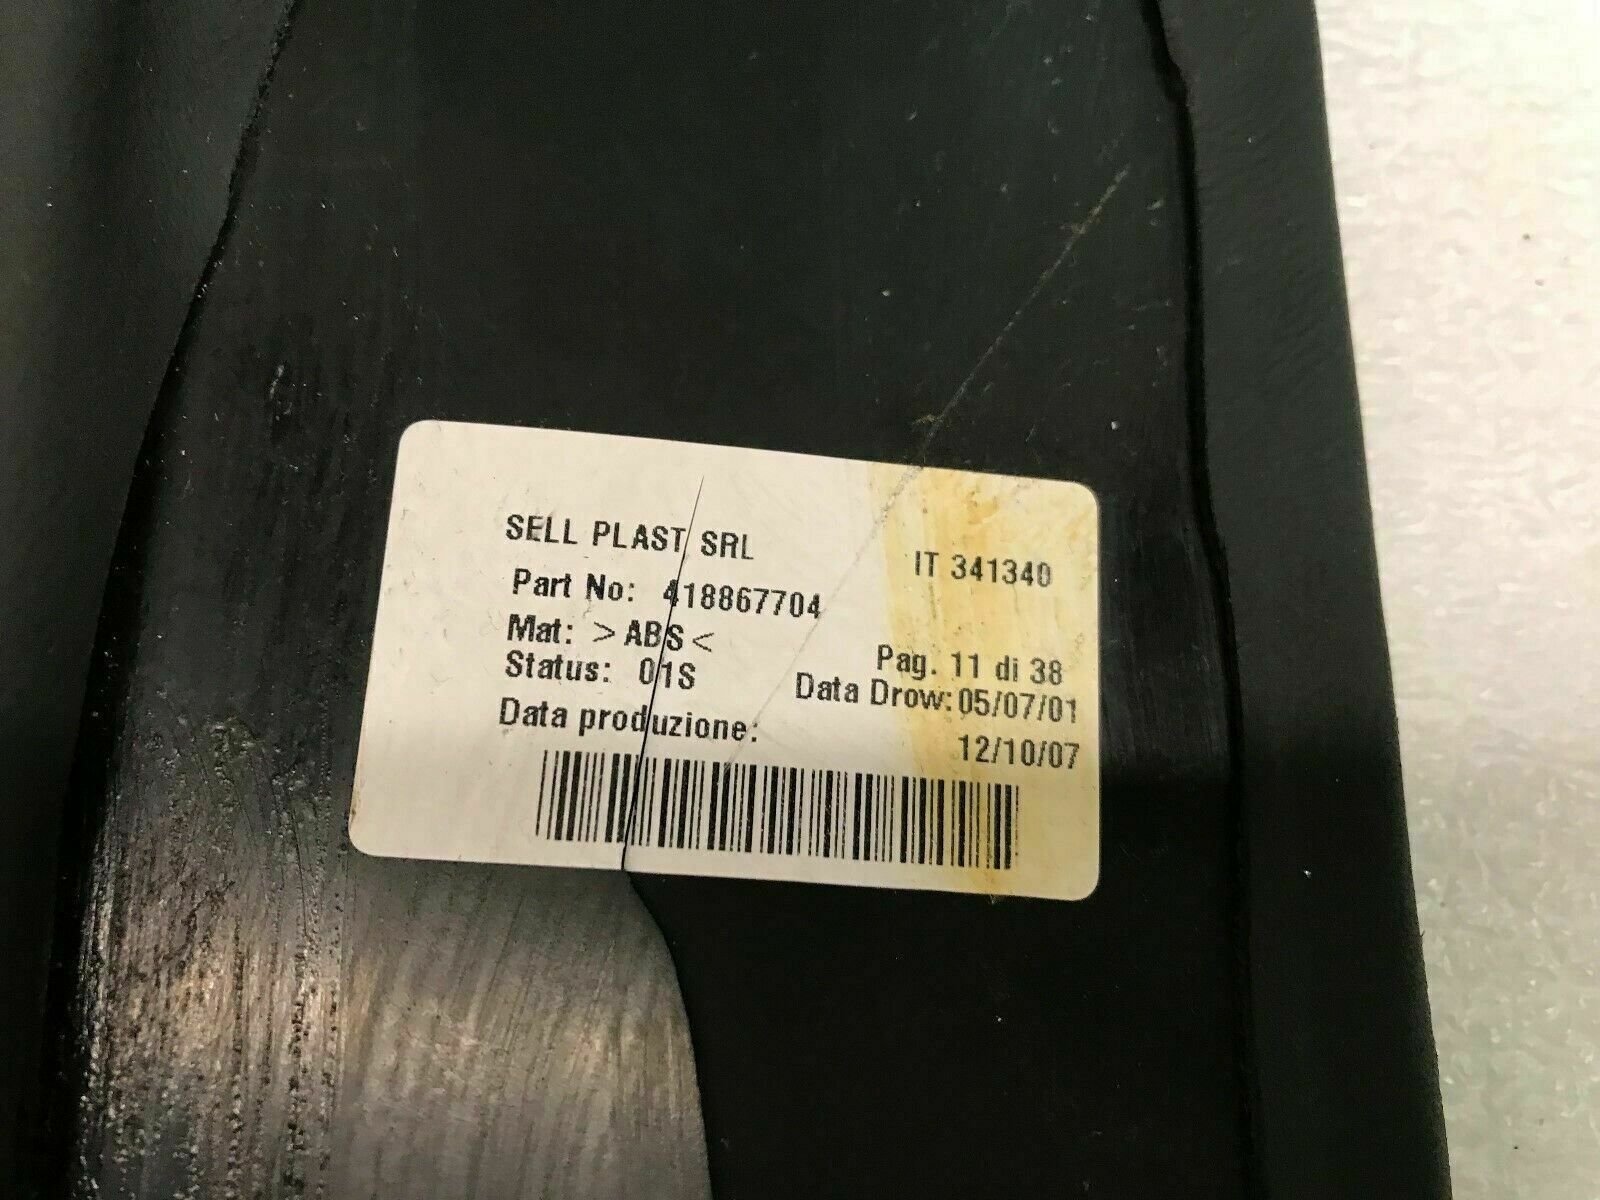 SELL PLAST SRL IT 341340
Part No: 418867704
Mat: >ABS<
Status: 01S Pag. 11 di 38
Data Drow: 05/07/01
Data produzione: 12/10/07